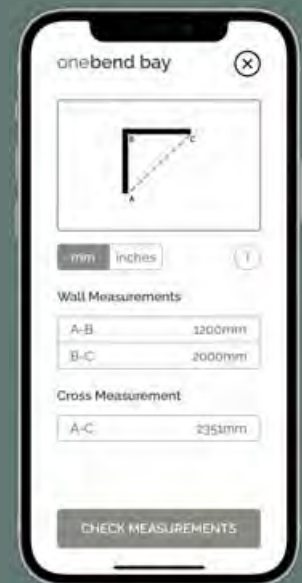 onebend bay
B
C
A
mm inches i
Wall Measurements
A-B 1200mm
B-C 2000mm
Cross Measurement
A-C 2351mm
CHECK MEASUREMENTS